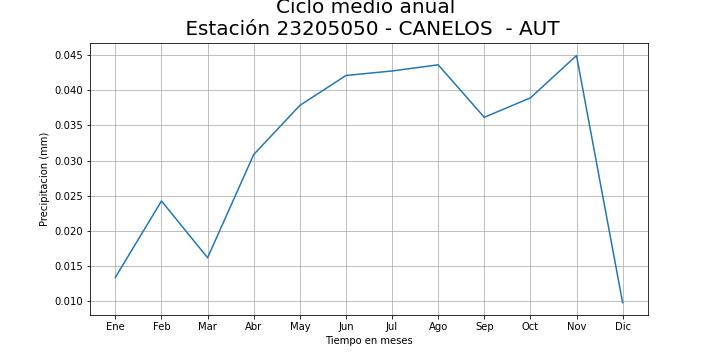 Ciclo medio anual
Estación 23205050 - CANELOS - AUT
0.045
0.040
0.035
0.030
0.025
0.020
0.015
0.010
Precipitacion (mm)
Ene Feb Mar Abr May Jun Jul Ago Sep Oct Nov Dic
Tiempo en meses